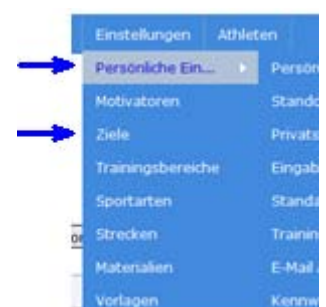 Einstellungen Athleten
Persönliche Ein... Persön
Motivatoren Stando
Ziele Privats
Trainingsbereiche Eingab
Sportarten Standa
Strecken Trainin
Materialien E-Mail
Vorlagen Kennw